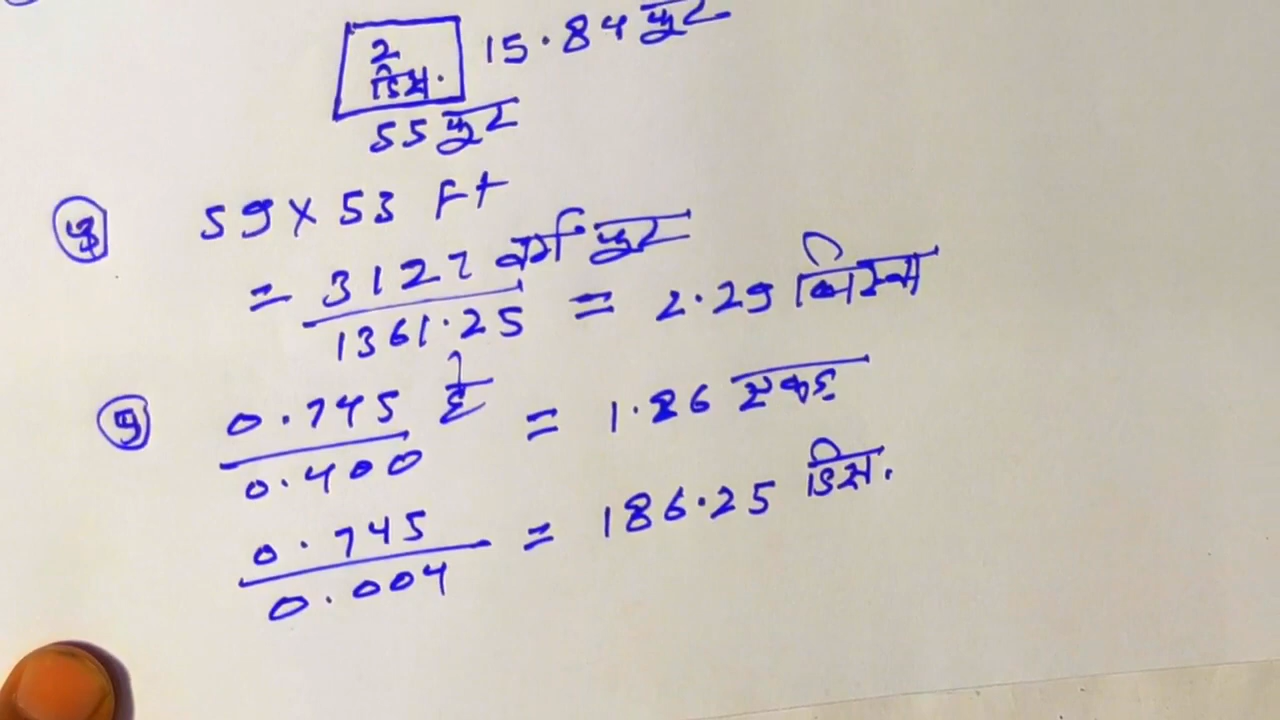 2 डिस. 15.84 फुट
55 फुट
59 x 53 Ft
= 3127 वर्ग फुट / 1361.25 = 2.29 बिस्वा
5 0.745 हे / 0.400 = 1.86 एकड़
0.745 / 0.004 = 186.25 डिस.